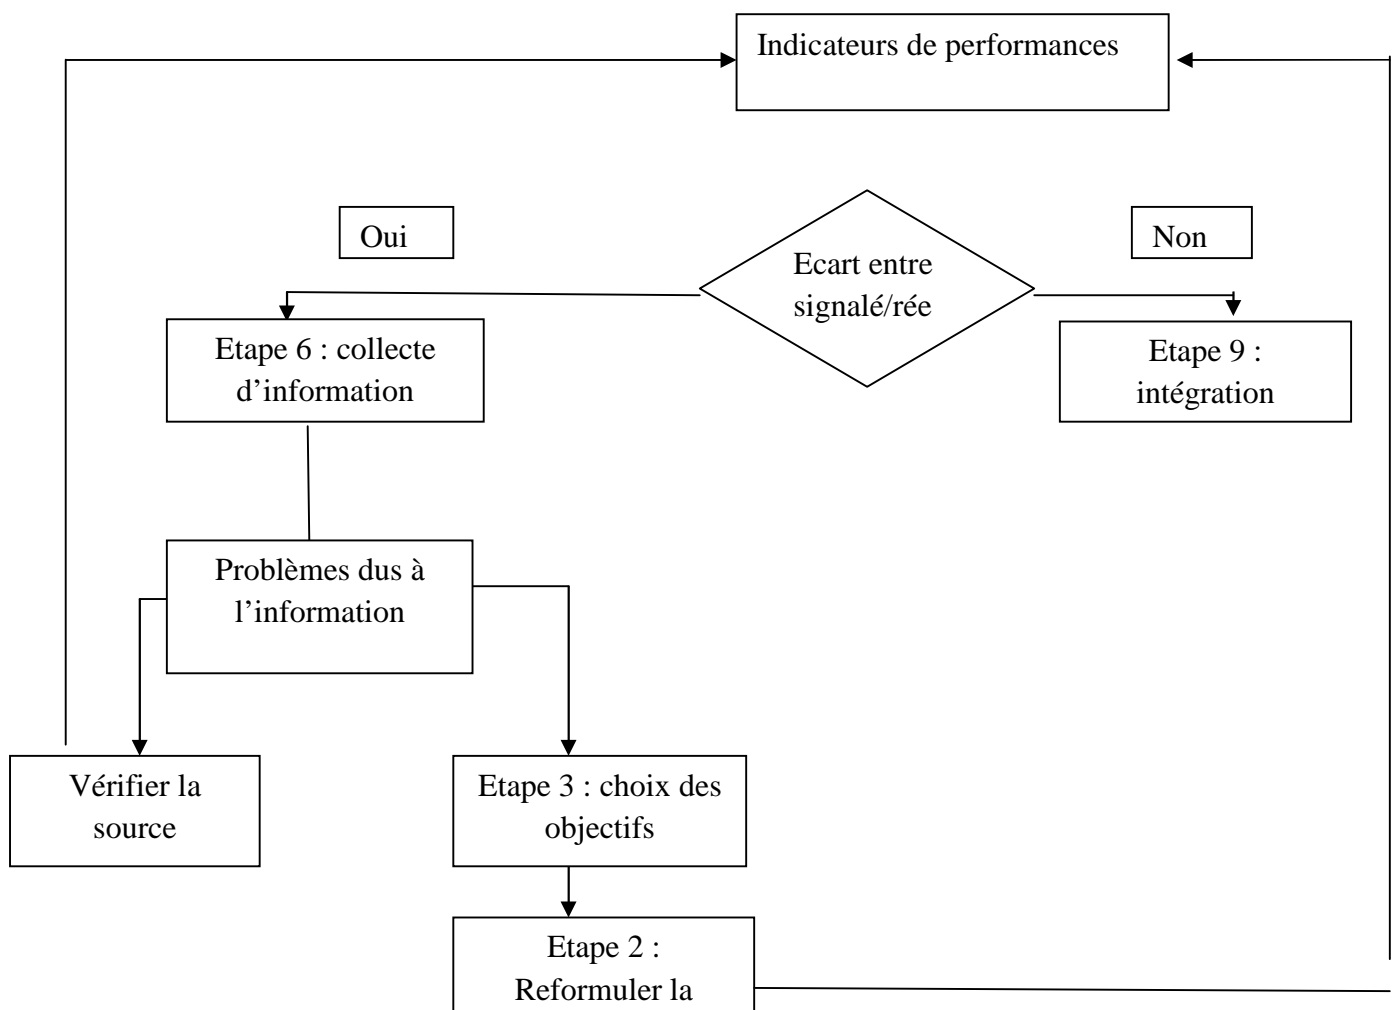 Indicateurs de performances
Oui
Non
Ecart entre
signalé/rée
Etape 6 : collecte
d’information
Etape 9 :
intégration
Problèmes dus à
l’information
Vérifier la
source
Etape 3 : choix des
objectifs
Etape 2 :
Reformuler la